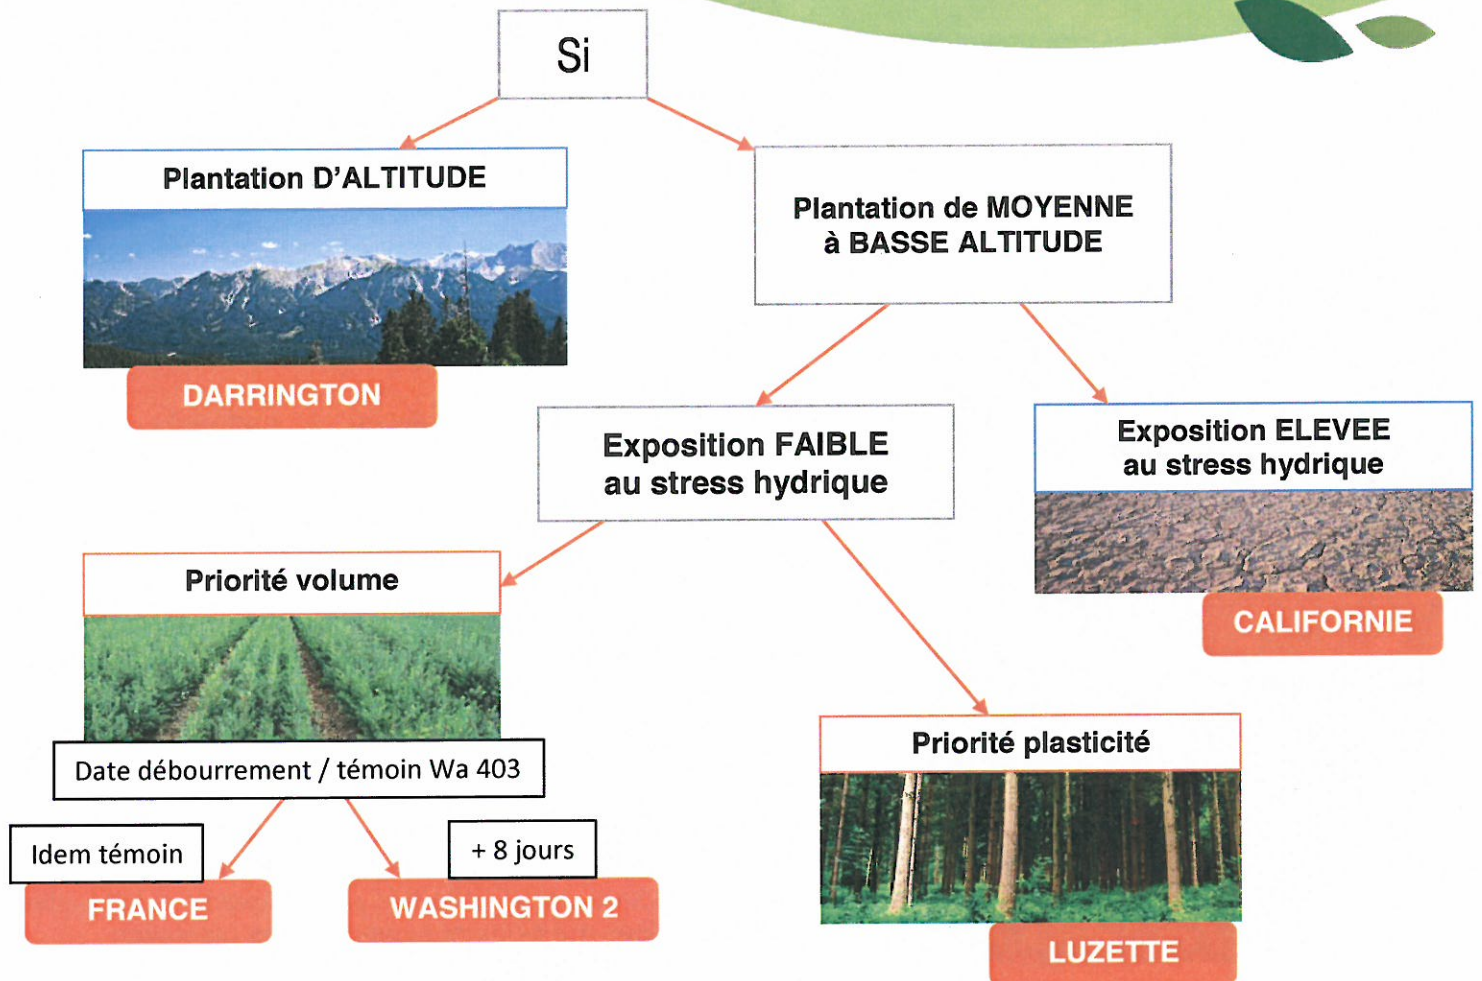 Si
Plantation D'ALTITUDE
DARRINGTON
Plantation de MOYENNE
à BASSE ALTITUDE
Exposition FAIBLE
au stress hydrique
Exposition ELEVEE
au stress hydrique
CALIFORNIE
Priorité volume
Date débourrement / témoin Wa 403
Idem témoin
FRANCE
+ 8 jours
WASHINGTON 2
Priorité plasticité
LUZETTE